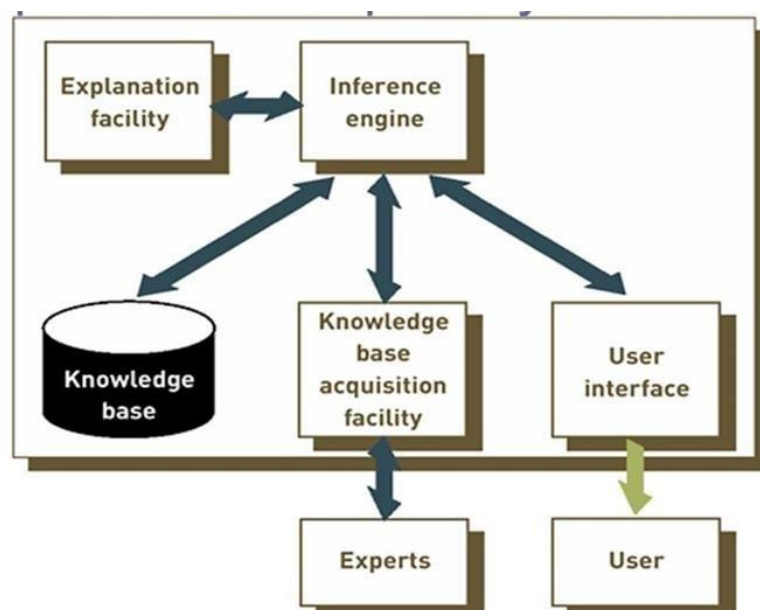 Explanation
facility
Inference
engine
Knowledge
base
Knowledge
base
acquisition
facility
User
interface
Experts
User